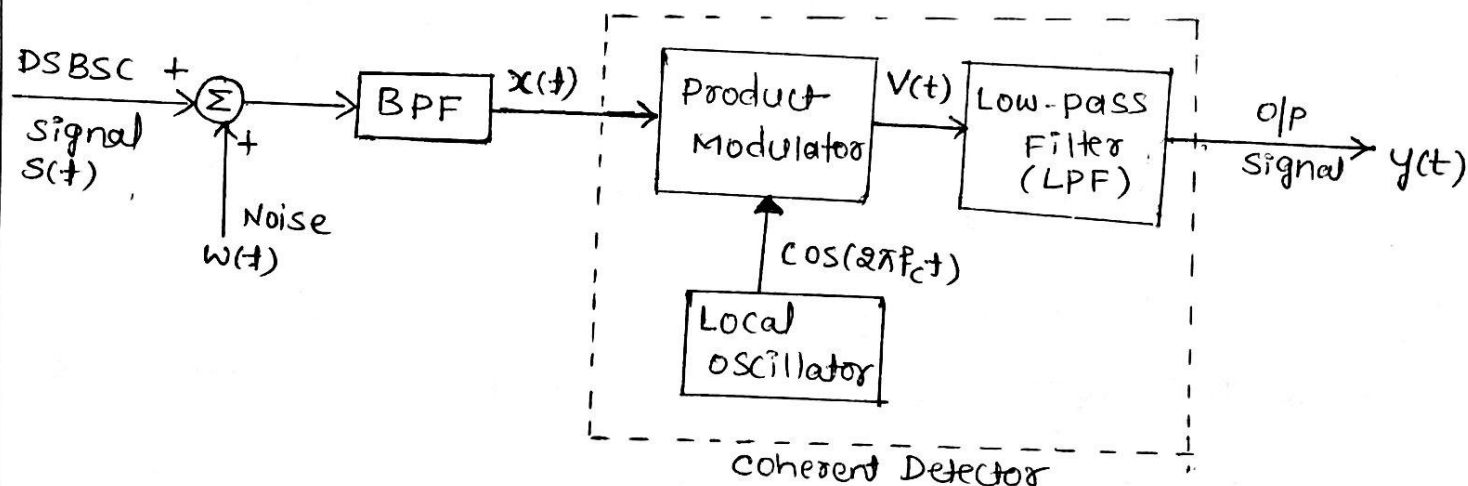 DSBSC +
Signal
S(t)
Σ
+
Noise
W(t)
BPF
x(t)
Product
Modulator
V(t)
Low-pass
Filter
(LPF)
O/P
Signal
y(t)
cos(2πfct)
Local
Oscillator
Coherent Detector